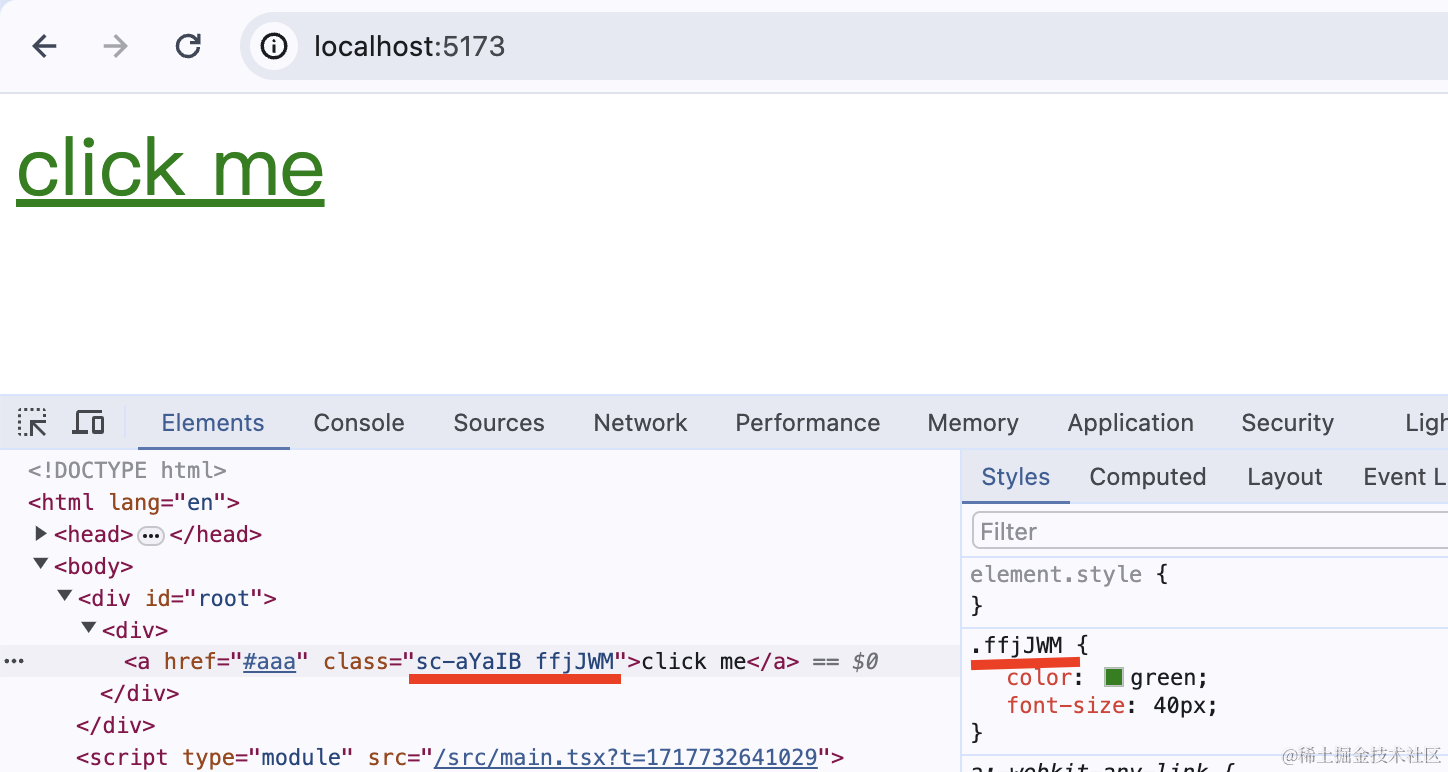 localhost:5173
click me
Elements Console Sources Network Performance Memory Application Security Ligh
<!DOCTYPE html>
<html lang="en">
<head> ••• </head>
<body>
<div id="root">
<div>
••• <a href="#aaa" class="sc-aYaIB ffjJWM">click me</a> == $0
</div>
</div>
<script type="module" src="/src/main.tsx?t=1717732641029">
Styles Computed Layout Event L
Filter
element.style {
}
.ffjJWM {
color: green;
font-size: 40px;
}
a:-webkit-any-link {
@稀土掘金技术社区